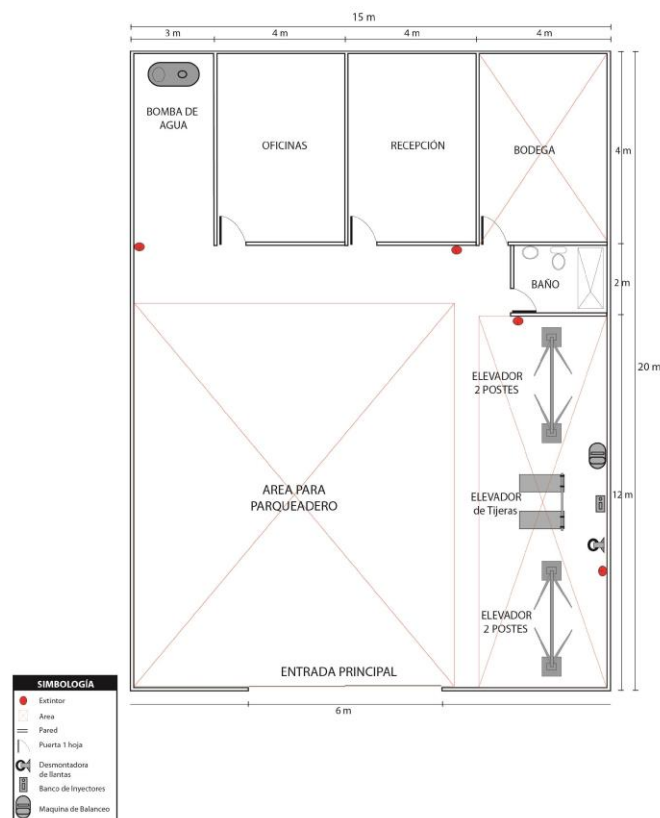 15 m
3 m
4 m
4 m
4 m
BOMBA DE
AGUA
OFICINAS
RECEPCIÓN
BODEGA
4 m
BAÑO
2 m
20 m
ELEVADOR
2 POSTES
AREA PARA
PARQUEADERO
ELEVADOR
de Tijeras
12 m
ELEVADOR
2 POSTES
ENTRADA PRINCIPAL
6 m
SIMBOLOGÍA
Extintor
Area
Pared
Puerta 1 hoja
Desmontadora
de llantas
Banco de Inyectores
Maquina de Balanceo